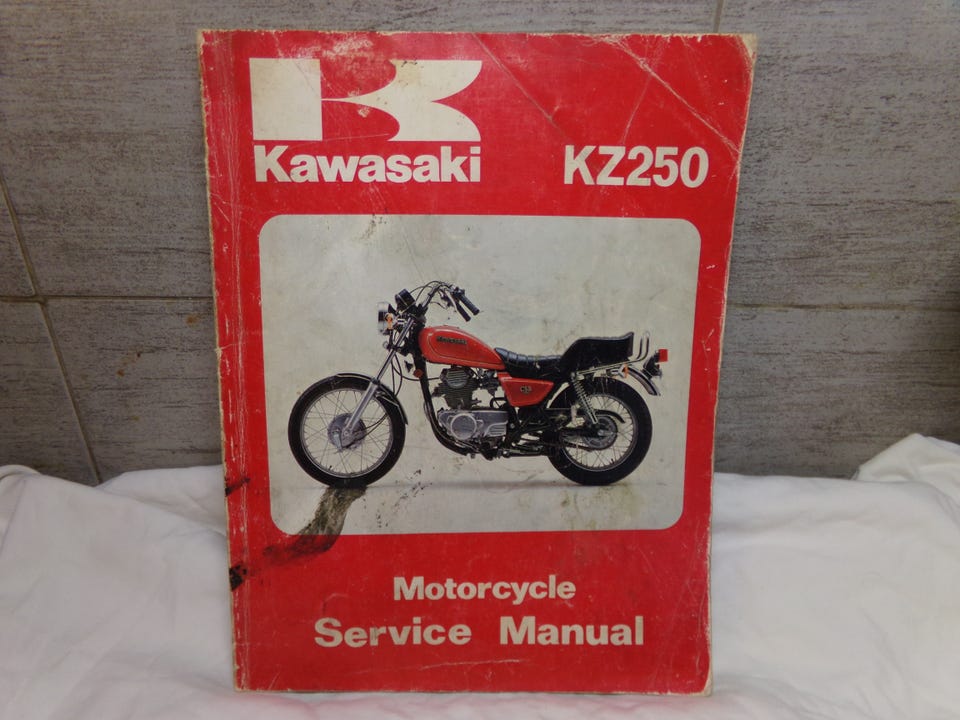 Kawasaki
KZ250
Motorcycle
Service Manual